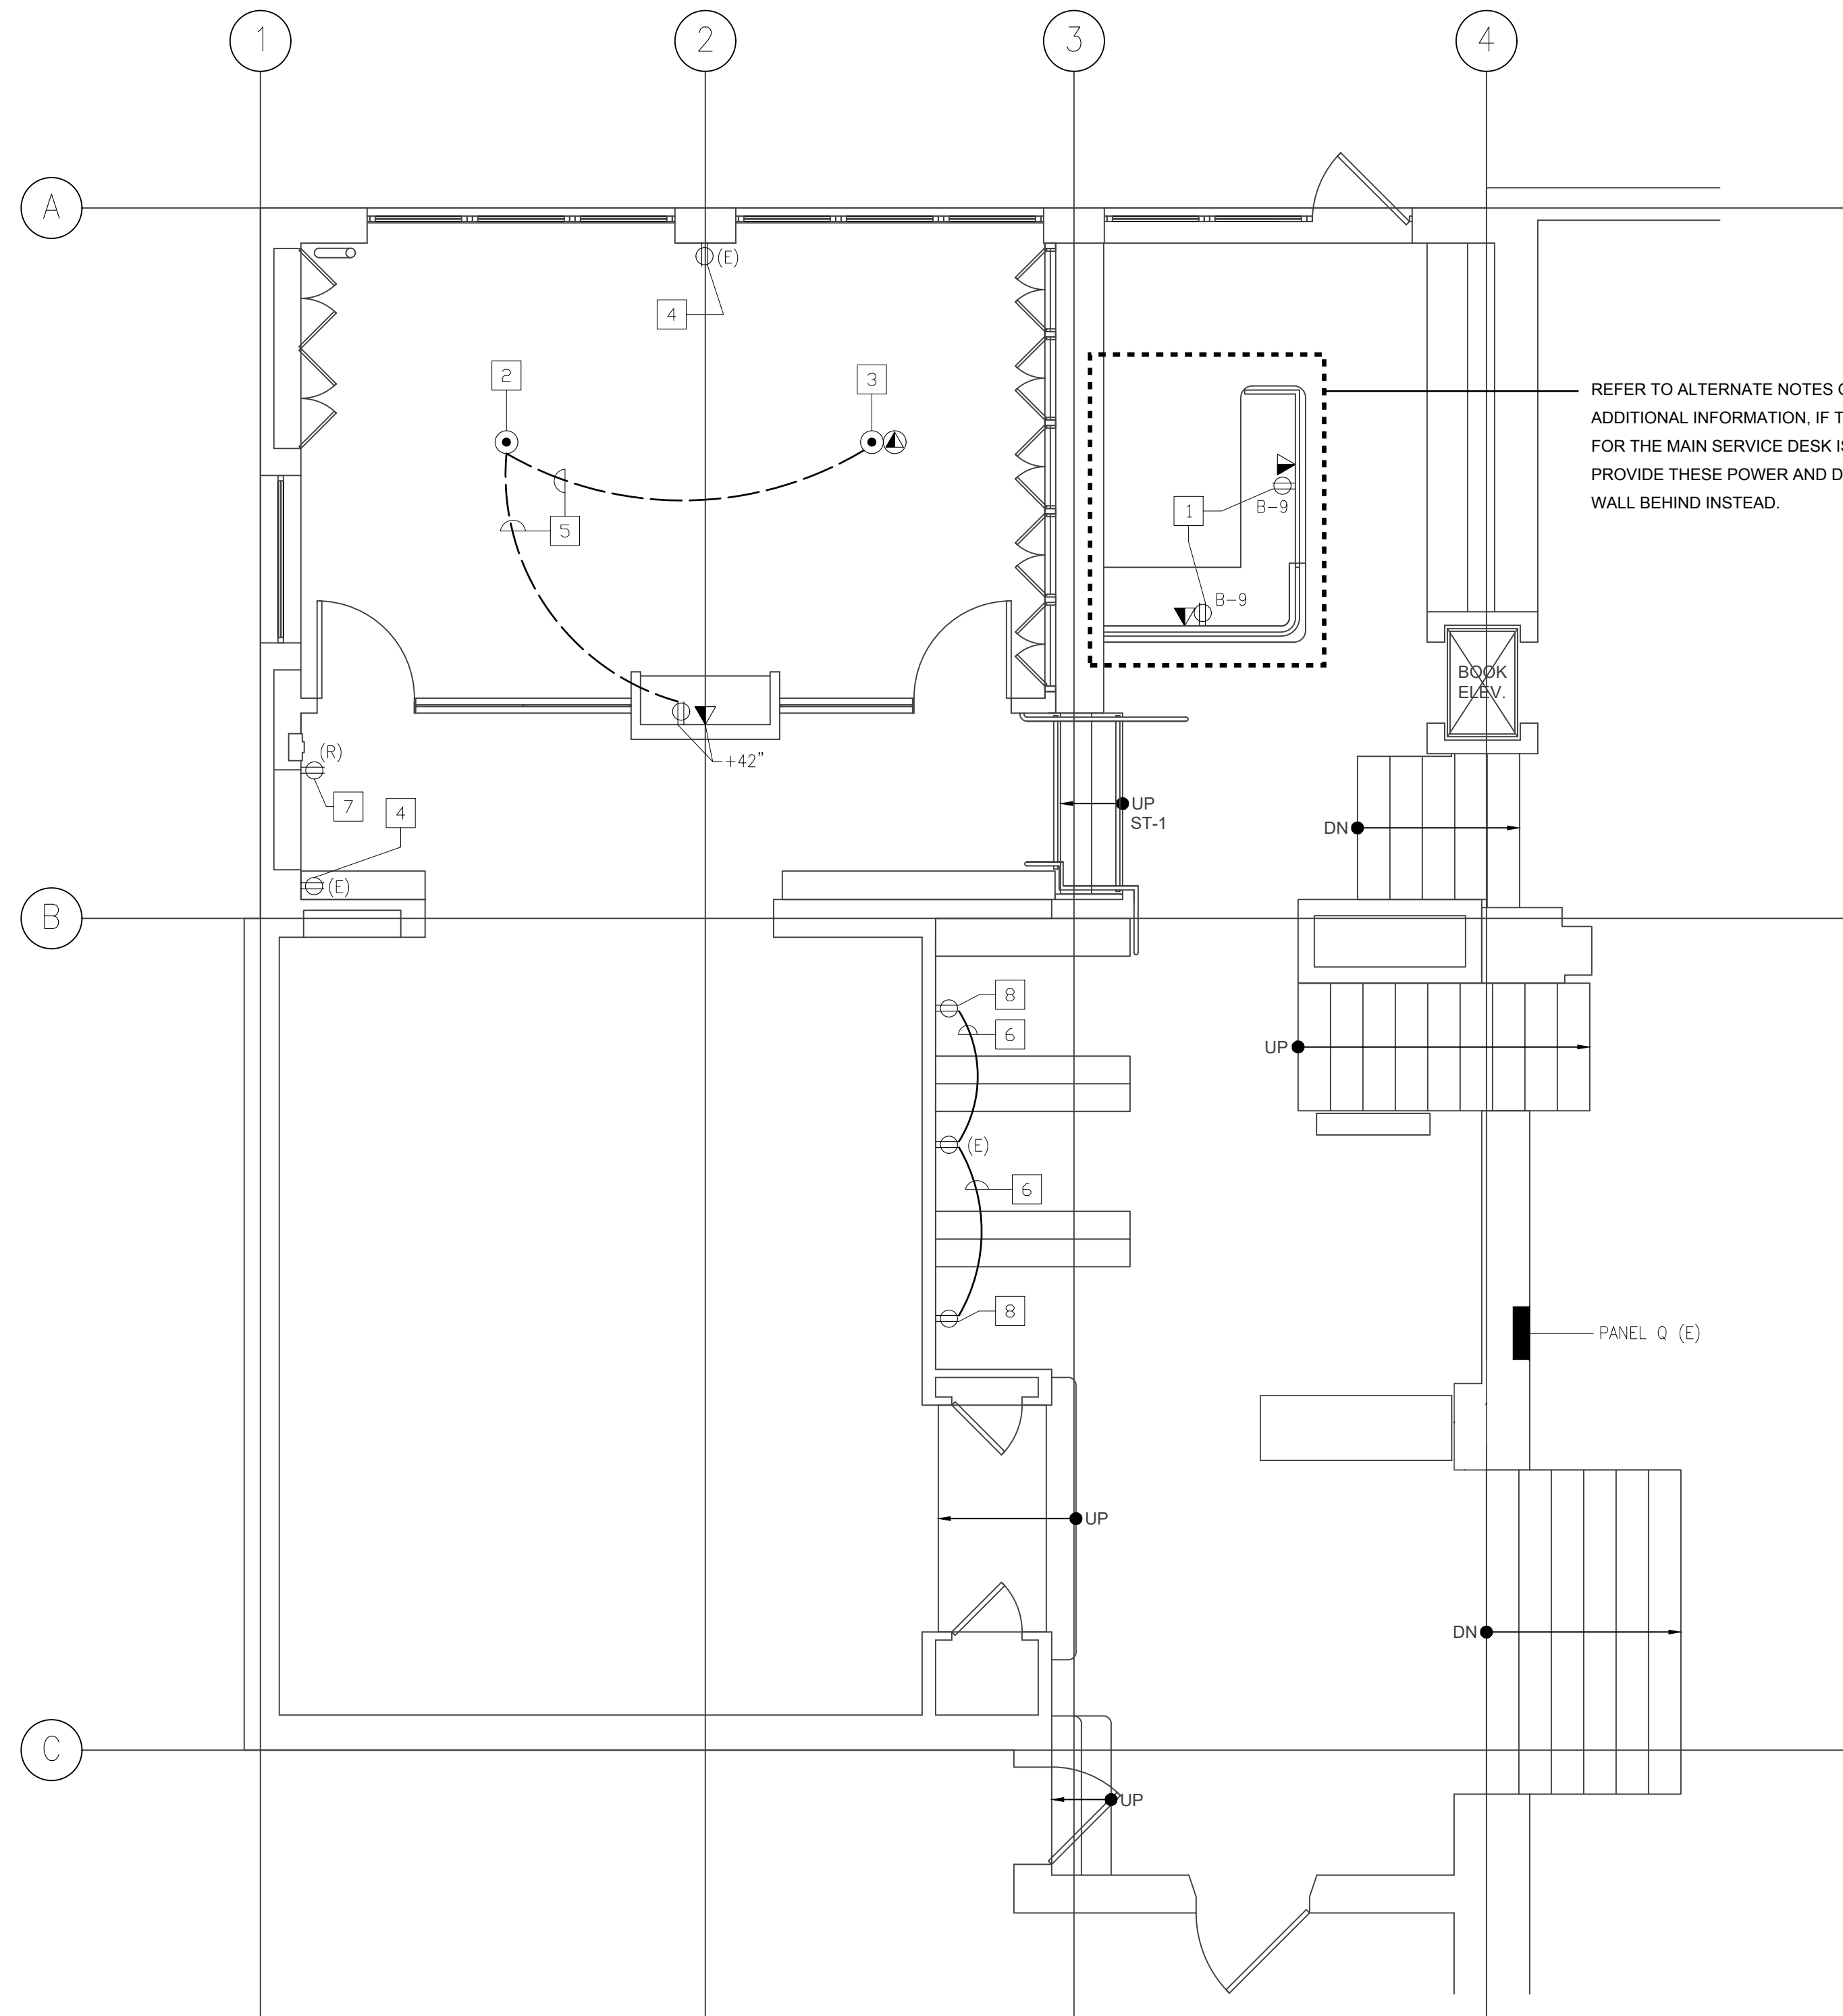 1 2 3 4
A
(E)
4
2
3
REFER TO ALTERNATE NOTES
ADDITIONAL INFORMATION, IF
FOR THE MAIN SERVICE DESK
PROVIDE THESE POWER AND
WALL BEHIND INSTEAD.
1
B-9
5
B-9
BOOK
ELEV.
(R)
+42”
7
4
UP
ST-1
DN
(E)
B
8
6
UP
(E)
6
8
PANEL Q (E)
UP
DN
C
UP